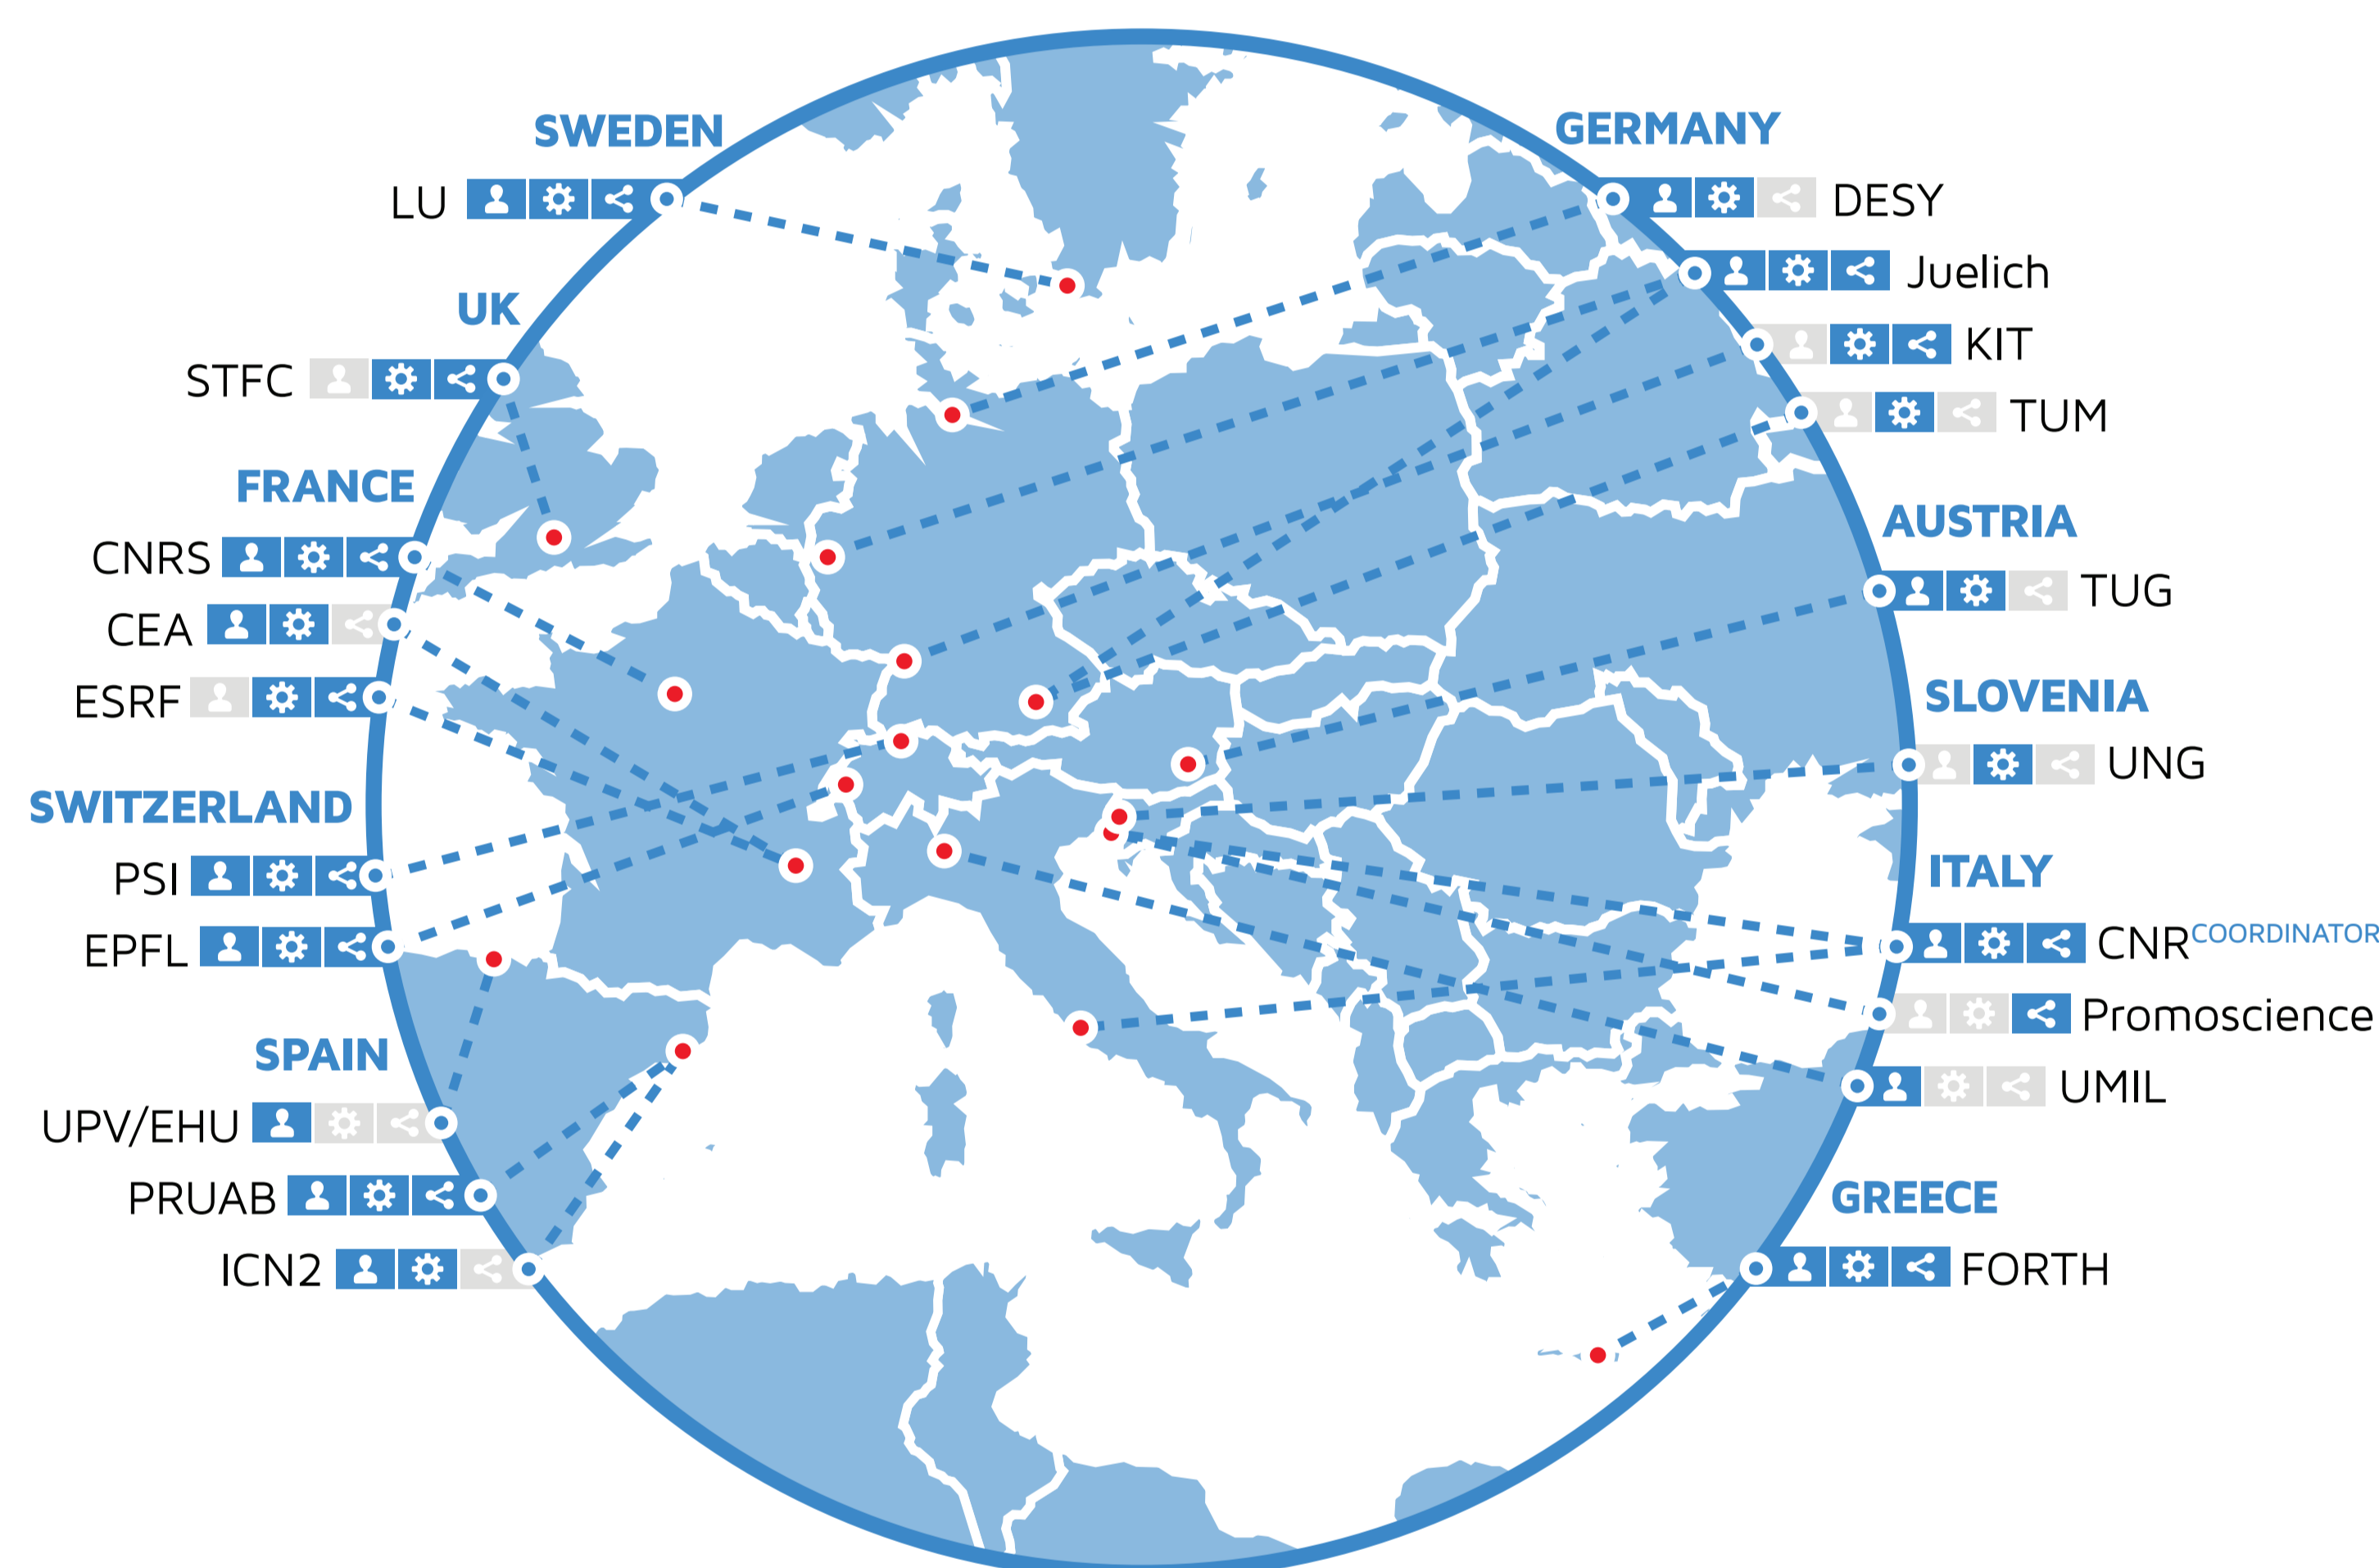 SWEDEN
LU
UK
STFC
FRANCE
CNRS
CEA
ESRF
SWITZERLAND
PSI
EPFL
SPAIN
UPV/EHU
PRUAB
ICN2
GERMANY
DESY
Juelich
KIT
TUM
AUSTRIA
TUG
SLOVENIA
UNG
ITALY
CNR COORDINATOR
Promoscience
UMIL
GREECE
FORTH